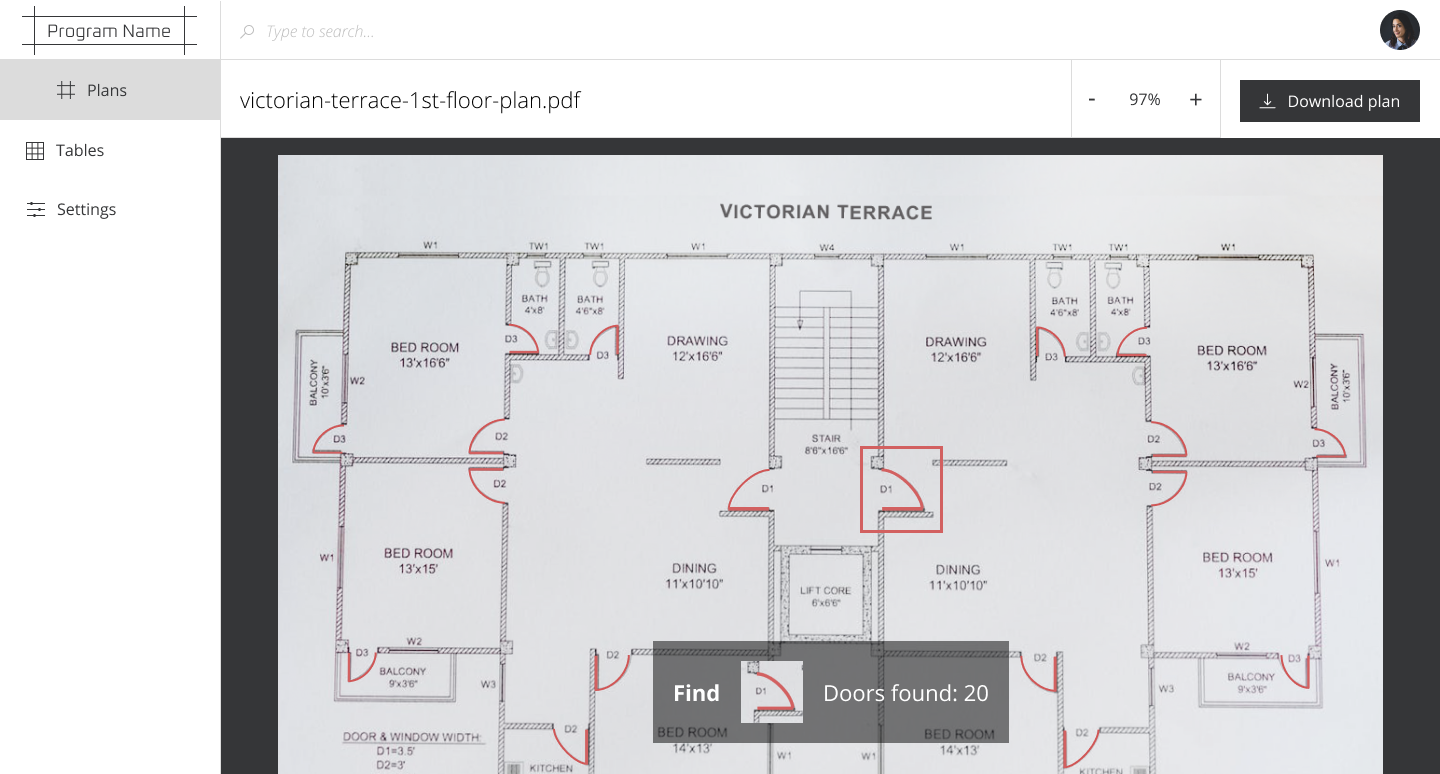 Program Name
Type to search...
Plans
Tables
Settings
victorian-terrace-1st-floor-plan.pdf
- 97% +
Download plan
VICTORIAN TERRACE
W1 TW1 TW1 W1 W4 W1 TW1 TW1 W1
BATH
4'x8'
BATH
4'6"x8'
BATH
4'6"x8'
BATH
4'x8'
D3
D3
D3
D3
BED ROOM
13'x16'6"
DRAWING
12'x16'6"
DRAWING
12'x16'6"
BED ROOM
13'x16'6"
BALCONY
10'x3'6"
W2
W2
BALCONY
10'x3'6"
D3
D2
STAIR
8'6"x16'6"
D2
D3
D2
D1
D1
D2
W1
BED ROOM
13'x15'
DINING
11'x10'10"
LIFT CORE
6'x6'6"
DINING
11'x10'10"
BED ROOM
13'x15'
W1
D3
W2
D2
D2
W2
D3
BALCONY
9'x3'6"
W3
W3
BALCONY
9'x3'6"
Find
D1
Doors found: 20
DOOR & WINDOW WIDTH:
D1=3.5'
D2=3'
D2
BED ROOM
14'x13'
W1
W1
BED ROOM
14'x13'
D2
KITCHEN
KITCHEN